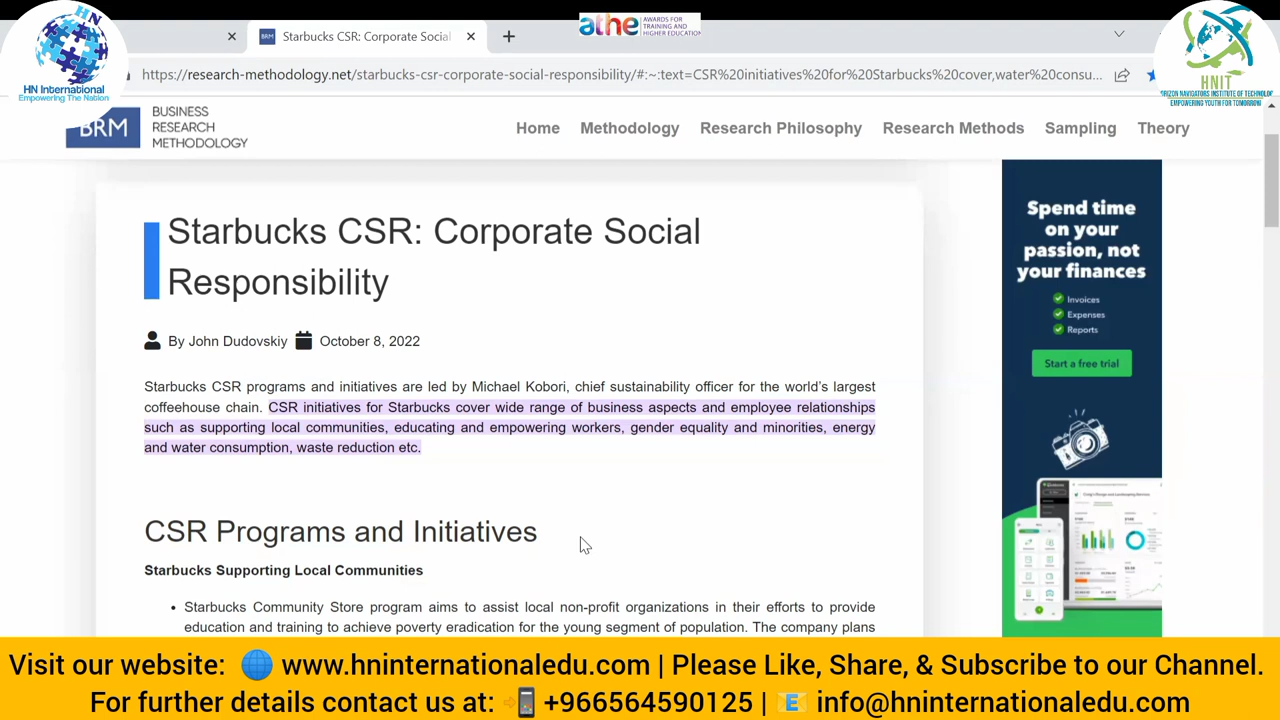 HN
HN International
Empowering The Nation
athe
AWARDS FOR
TRAINING AND
HIGHER EDUCATION
HNIT
EMPOWERING YOUTH FOR TOMORROW
BRM Starbucks CSR: Corporate Social
https://research-methodology.net/starbucks-csr-corporate-social-responsibility/#:~:text=CSR%20initiatives%20for%20Starbucks%20cover,water%20consu...
BRM
BUSINESS
RESEARCH
METHODOLOGY
Home Methodology Research Philosophy Research Methods Sampling Theory
Starbucks CSR: Corporate Social
Responsibility
By John Dudovskiy October 8, 2022
Starbucks CSR programs and initiatives are led by Michael Kobori, chief sustainability officer for the world's largest
coffeehouse chain. CSR initiatives for Starbucks cover wide range of business aspects and employee relationships
such as supporting local communities, educating and empowering workers, gender equality and minorities, energy
and water consumption, waste reduction etc.
CSR Programs and Initiatives
Starbucks Supporting Local Communities
• Starbucks Community Store program aims to assist local non-profit organizations in their efforts to provide
education and training to achieve poverty eradication for the young segment of population. The company plans
Spend time
on your
passion, not
your finances
Invoices
Expenses
Reports
Start a free trial
Visit our website: www.hninternationaledu.com | Please Like, Share, & Subscribe to our Channel.
For further details contact us at: +966564590125 | info@hninternationaledu.com